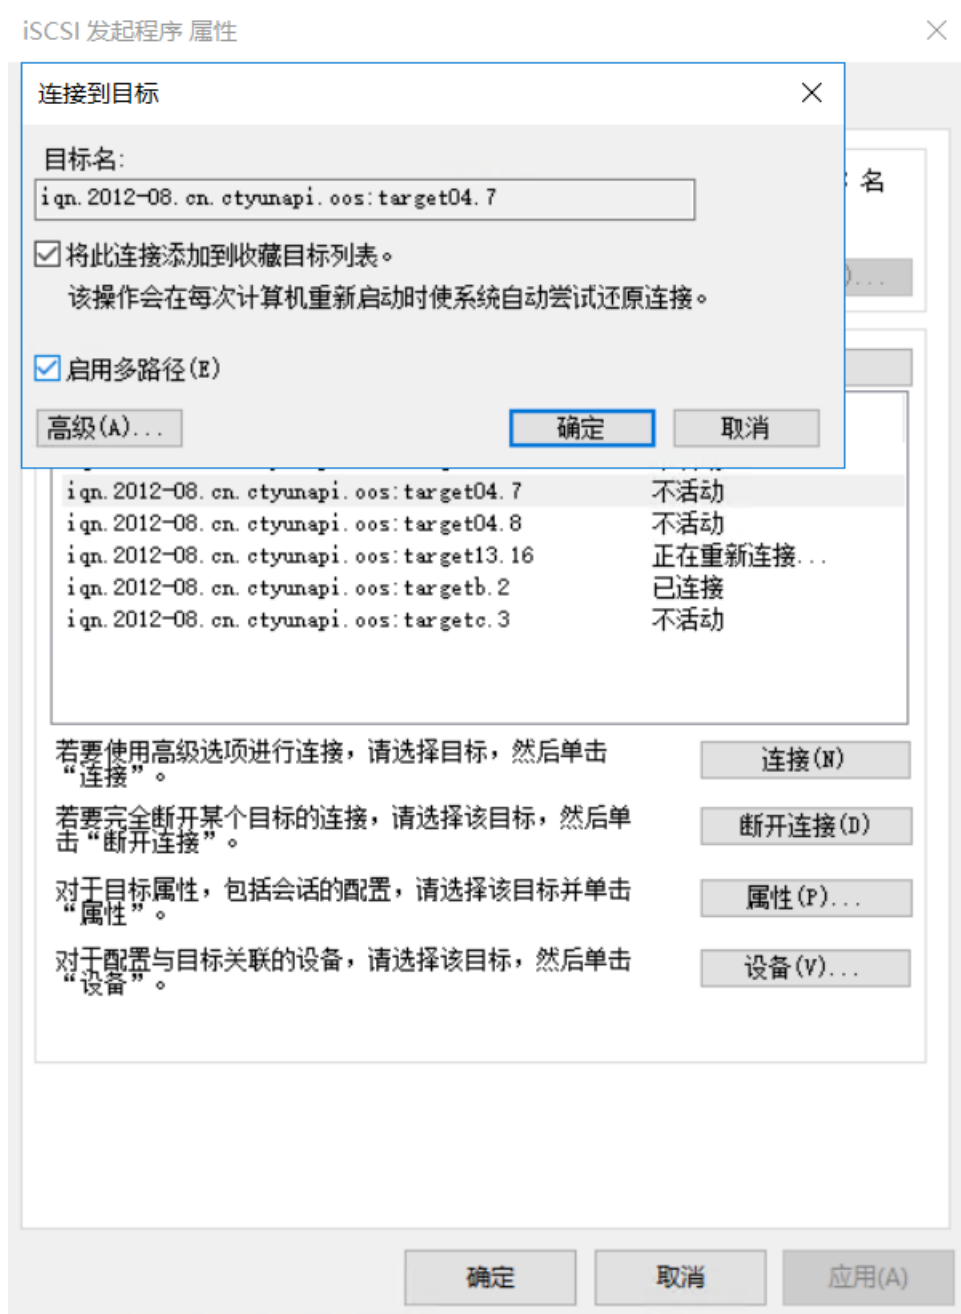 iSCSI 发起程序 属性
连接到目标
目标名:
iqn.2012-08.cn.ctyunapi.oos:target04.7
将此连接添加到收藏目标列表。
该操作会在每次计算机重新启动时使系统自动尝试还原连接。
启用多路径(E)
高级(A)...
确定
取消
名
iqn.2012-08.cn.ctyunapi.oos:target04.7 不活动
iqn.2012-08.cn.ctyunapi.oos:target04.8 不活动
iqn.2012-08.cn.ctyunapi.oos:target13.16 正在重新连接...
iqn.2012-08.cn.ctyunapi.oos:targetb.2 已连接
iqn.2012-08.cn.ctyunapi.oos:targetc.3 不活动
若要使用高级选项进行连接，请选择目标，然后单击
“连接”。
连接(N)
若要完全断开某个目标的连接，请选择该目标，然后单
击“断开连接”。
断开连接(D)
对于目标属性，包括会话的配置，请选择该目标并单击
“属性”。
属性(P)...
对于配置与目标关联的设备，请选择该目标，然后单击
“设备”。
设备(V)...
确定
取消
应用(A)